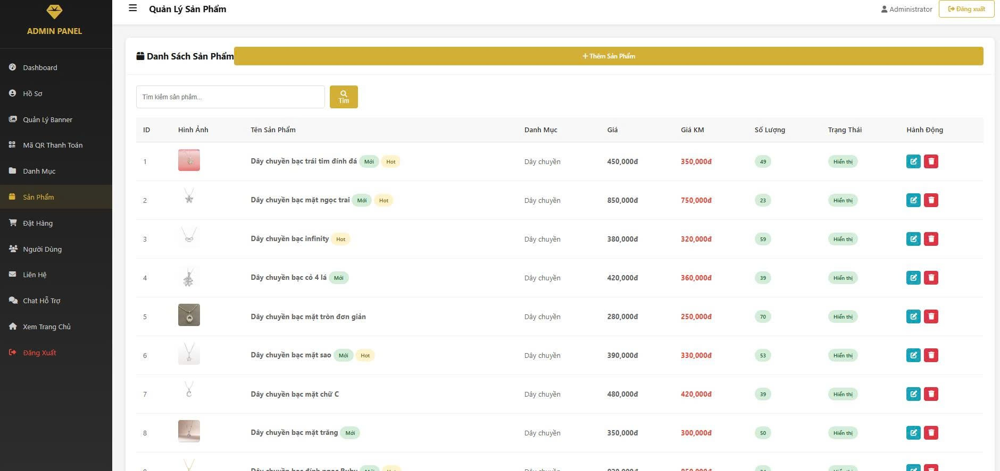 ADMIN PANEL
Dashboard
Hồ Sơ
Quản Lý Banner
Mã QR Thanh Toán
Danh Mục
Sản Phẩm
Đặt Hàng
Người Dùng
Liên Hệ
Chat Hỗ Trợ
Xem Trang Chủ
Đăng Xuất
Quản Lý Sản Phẩm
Administrator Đăng xuất
Danh Sách Sản Phẩm Thêm Sản Phẩm
Tìm kiếm sản phẩm...
Tìm
ID Hình Ảnh Tên Sản Phẩm Danh Mục Giá Giá KM Số Lượng Trạng Thái Hành Động
1 Dây chuyền bạc trái tim đính đá Mới Hot Dây chuyền 450,000đ 350,000đ 49 Hiển thị
2 Dây chuyền bạc mặt ngọc trai Mới Hot Dây chuyền 850,000đ 750,000đ 23 Hiển thị
3 Dây chuyền bạc infinity Hot Dây chuyền 380,000đ 320,000đ 59 Hiển thị
4 Dây chuyền bạc cỏ 4 lá Mới Dây chuyền 420,000đ 360,000đ 39 Hiển thị
5 Dây chuyền bạc mặt tròn đơn giản Dây chuyền 280,000đ 250,000đ 70 Hiển thị
6 Dây chuyền bạc mặt sao Mới Hot Dây chuyền 390,000đ 330,000đ 53 Hiển thị
7 Dây chuyền bạc mặt chữ C Dây chuyền 480,000đ 420,000đ 39 Hiển thị
8 Dây chuyền bạc mặt trăng Mới Dây chuyền 350,000đ 300,000đ 50 Hiển thị
Dây chuyền bạc đính ngọc Ruby Mới Hot Dây chuyền